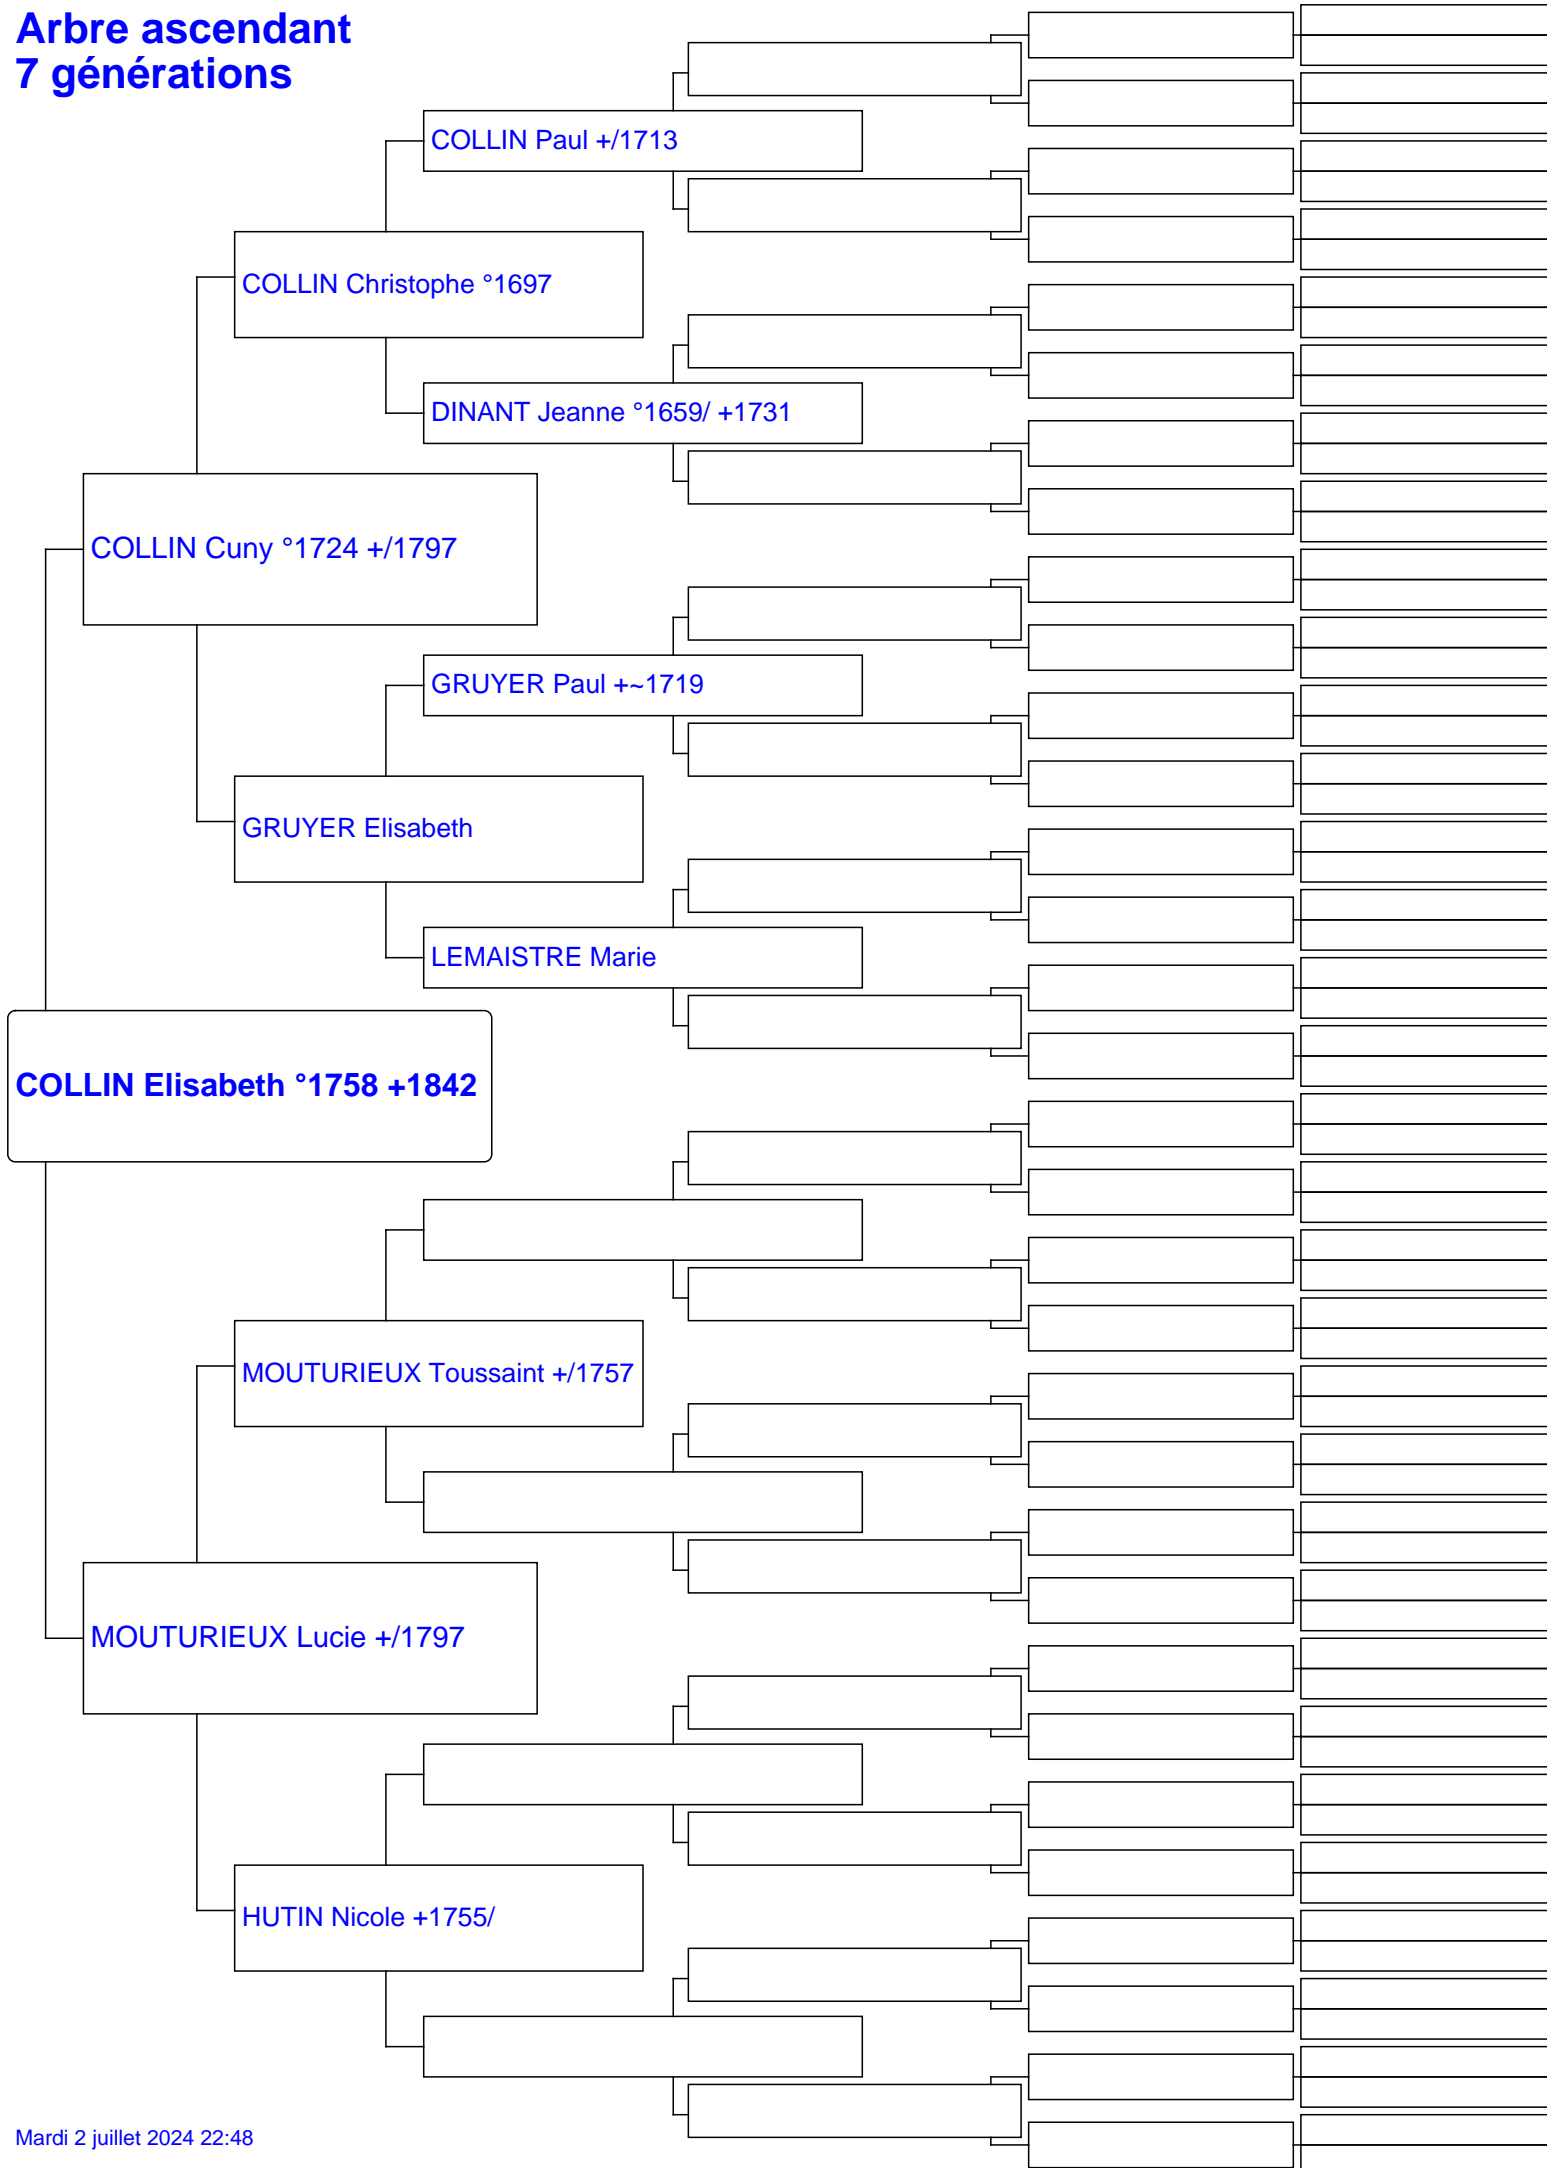 Arbre ascendant
7 générations
COLLIN Paul +/1713
COLLIN Christophe °1697
DINANT Jeanne °1659/ +1731
COLLIN Cuny °1724 +/1797
GRUYER Paul +~1719
GRUYER Elisabeth
LEMAISTRE Marie
COLLIN Elisabeth °1758 +1842
MOUTURIEUX Toussaint +/1757
MOUTURIEUX Lucie +/1797
HUTIN Nicole +1755/
Mardi 2 juillet 2024 22:48